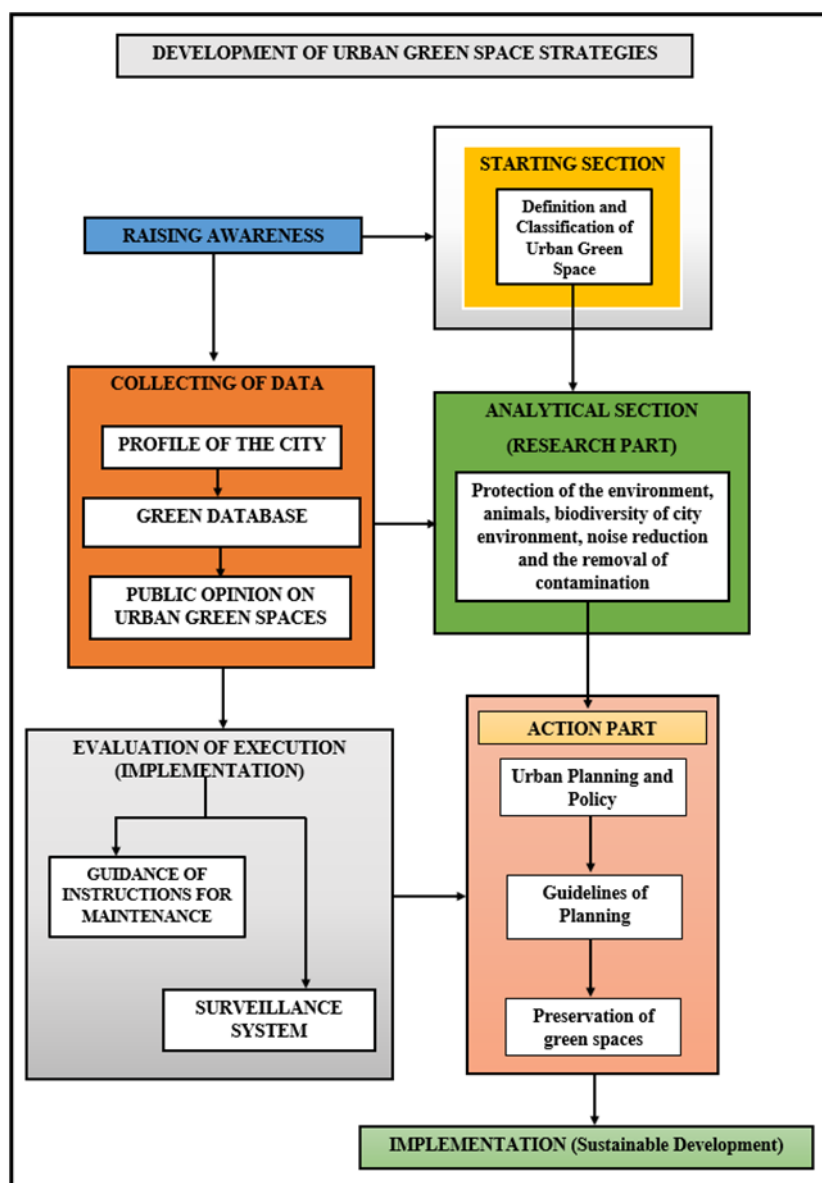 DEVELOPMENT OF URBAN GREEN SPACE STRATEGIES
STARTING SECTION
Definition and
Classification of
Urban Green
Space
RAISING AWARENESS
COLLECTING OF DATA
PROFILE OF THE CITY
GREEN DATABASE
PUBLIC OPINION ON
URBAN GREEN SPACES
ANALYTICAL SECTION
(RESEARCH PART)
Protection of the environment,
animals, biodiversity of city
environment, noise reduction
and the removal of
contamination
EVALUATION OF EXECUTION
(IMPLEMENTATION)
GUIDANCE OF
INSTRUCTIONS FOR
MAINTENANCE
SURVEILLANCE
SYSTEM
ACTION PART
Urban Planning and
Policy
Guidelines of
Planning
Preservation of
green spaces
IMPLEMENTATION (Sustainable Development)